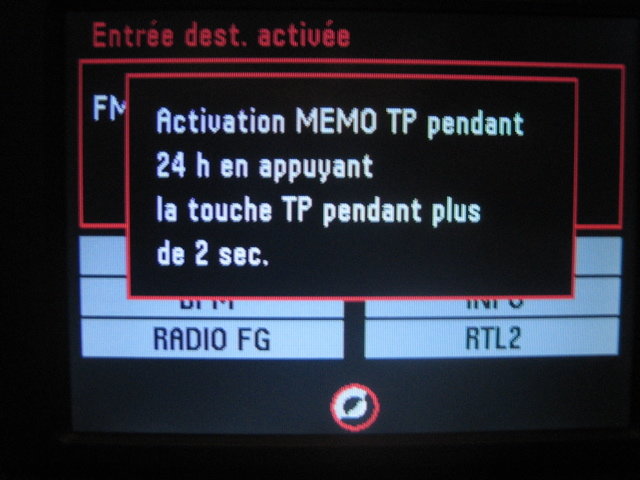 Entrée dest. activée
FM
Activation MEMO TP pendant
24 h en appuyant
la touche TP pendant plus
de 2 sec.
RADIO FG
RTL2